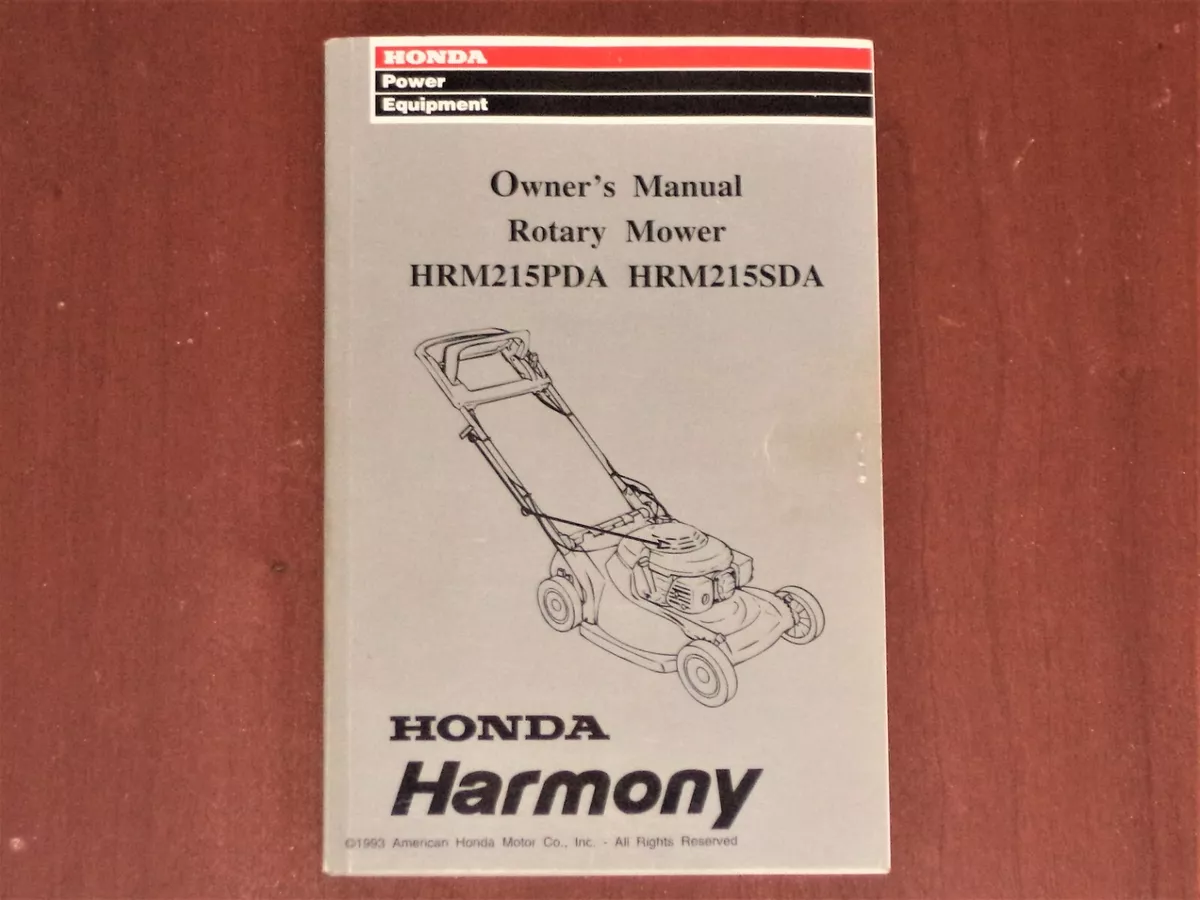 HONDA
Power
Equipment
Owner's Manual
Rotary Mower
HRM215PDA HRM215SDA
HONDA
Harmony
©1993 American Honda Motor Co., Inc. - All Rights Reserved